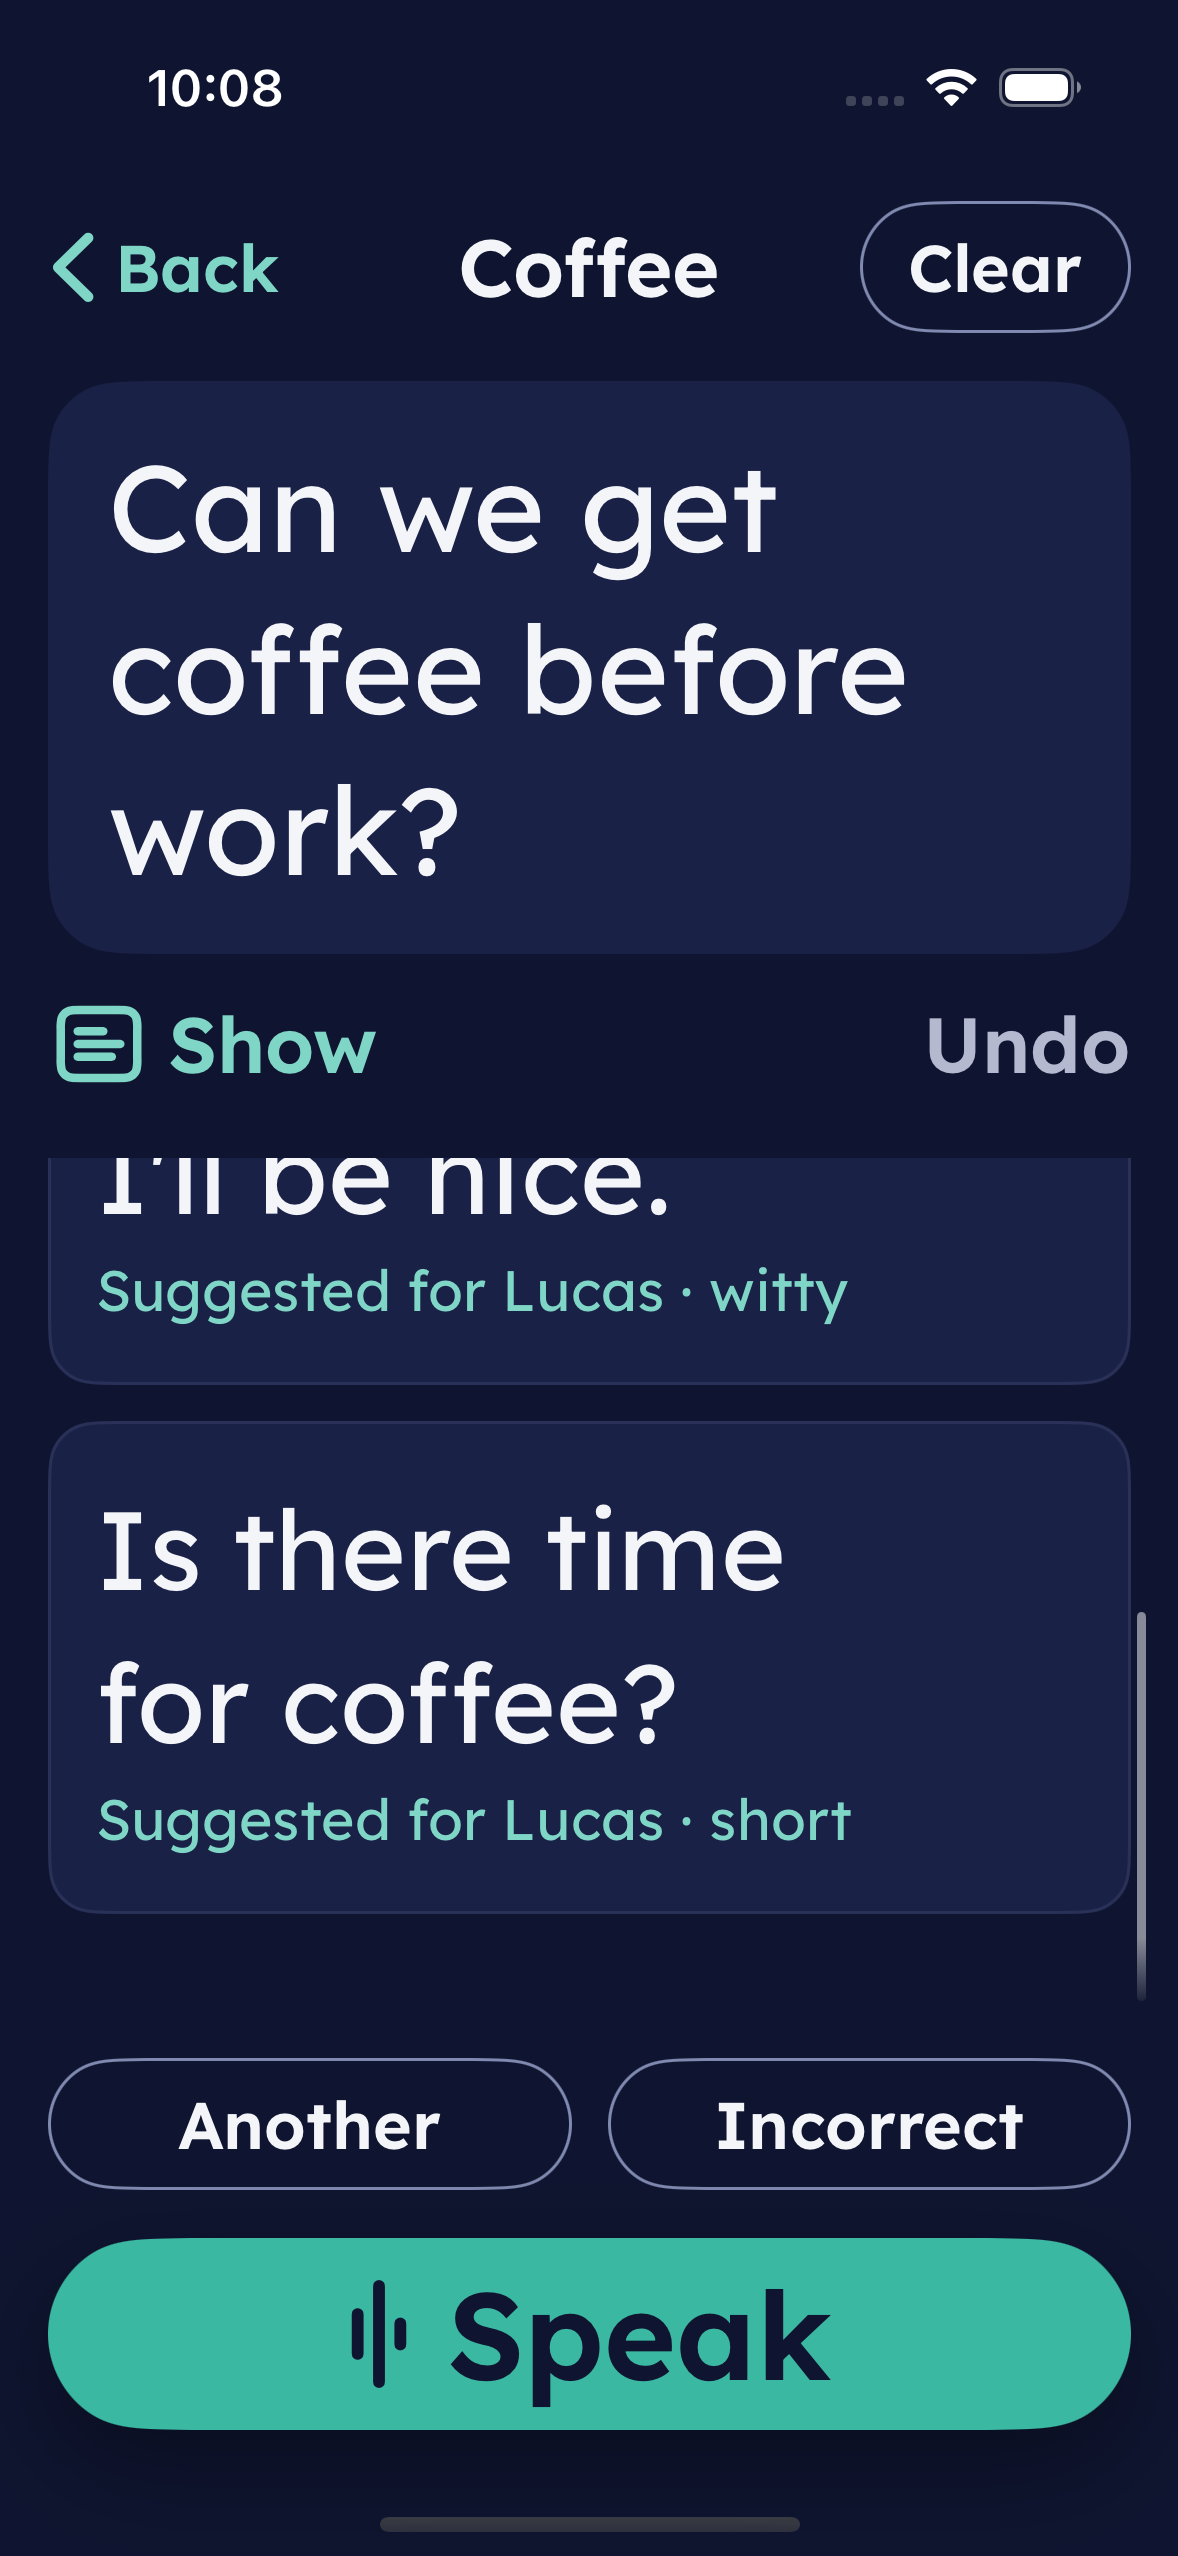 10:08
Back
Coffee
Clear
Can we get
coffee before
work?
Show
Undo
I'll be nice.
Suggested for Lucas · witty
Is there time
for coffee?
Suggested for Lucas · short
Another
Incorrect
Speak